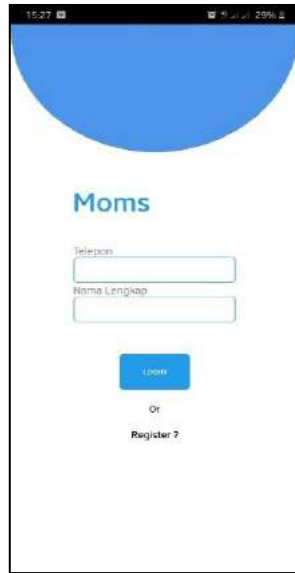 15:27 29%
Moms
Telepon
Nama Lengkap
LOGIN
Or
Register ?